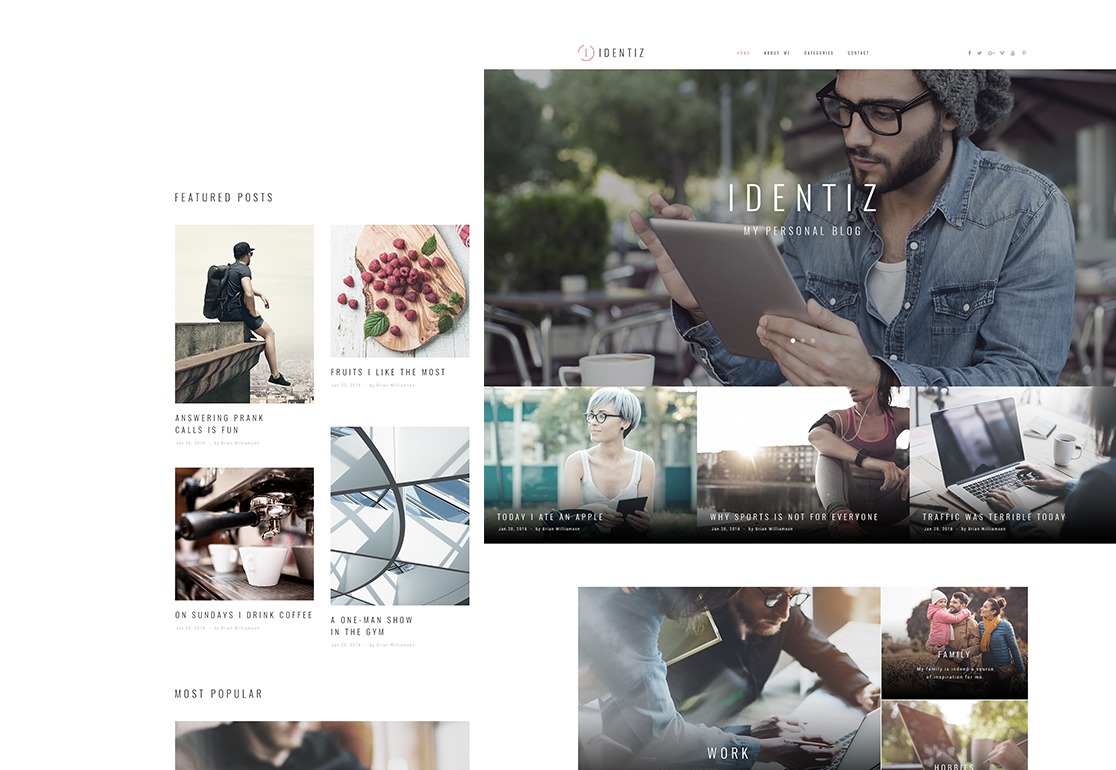 IDENTIZ
HOME
ABOUT ME
CATEGORIES
CONTACT
FEATURED POSTS
ANSWERING PRANK
CALLS IS FUN
Jan 20, 2016 - by Brian Williamson
FRUITS I LIKE THE MOST
Jan 20, 2016 - by Brian Williamson
ON SUNDAYS I DRINK COFFEE
Jan 20, 2016 - by Brian Williamson
A ONE-MAN SHOW
IN THE GYM
Jan 20, 2016 - by Brian Williamson
MOST POPULAR
IDENTIZ
MY PERSONAL BLOG
TODAY I ATE AN APPLE
Jan 20, 2016 - by Brian Williamson
WHY SPORTS IS NOT FOR EVERYONE
Jan 20, 2016 - by Brian Williamson
TRAFFIC WAS TERRIBLE TODAY
Jan 20, 2016 - by Brian Williamson
WORK
FAMILY
My family is indeed a source
of inspiration for me.
HOBBIES